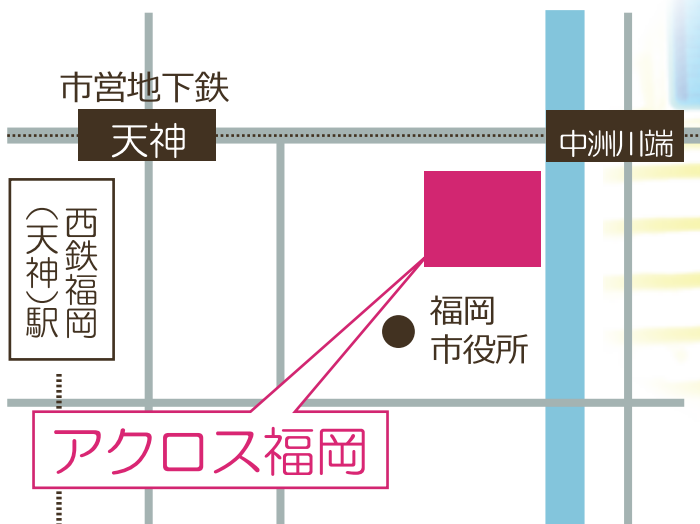 市営地下鉄
天神
中洲川端
西鉄福岡
（天神）駅
福岡
市役所
アクロス福岡